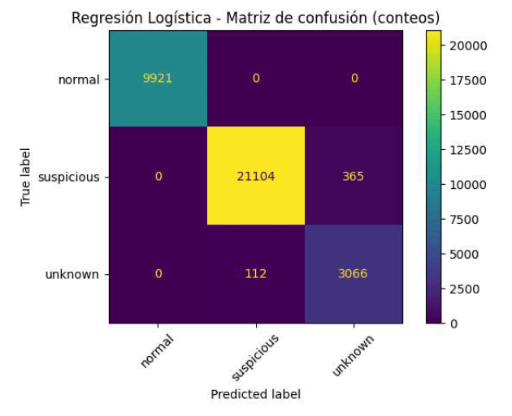 Regresión Logística - Matriz de confusión (conteos)
normal
9921
0
0
suspicious
0
21104
365
unknown
0
112
3066
True label
normal
suspicious
unknown
Predicted label
20000
17500
15000
12500
10000
7500
5000
2500
0